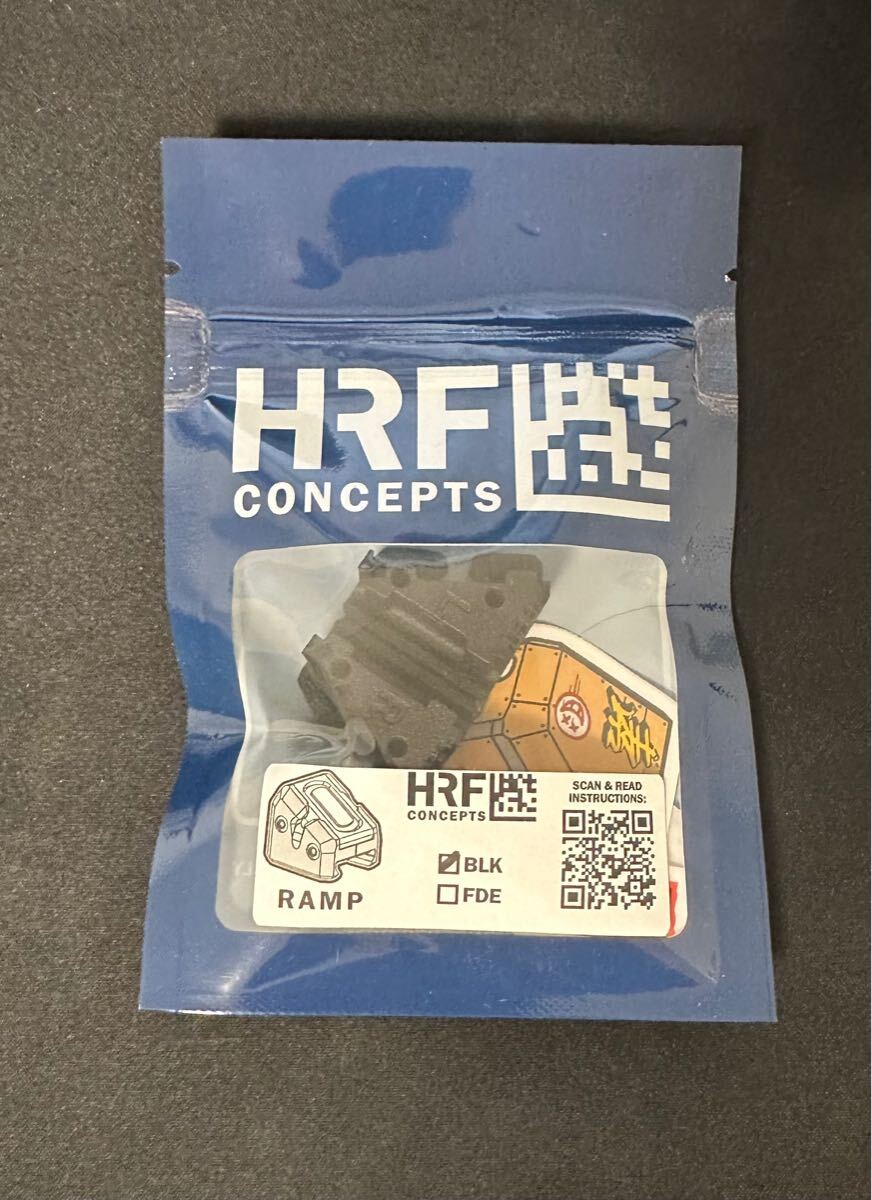 HRF
CONCEPTS
HRF
CONCEPTS
SCAN & READ
INSTRUCTIONS:
BLK
FDE
RAMP